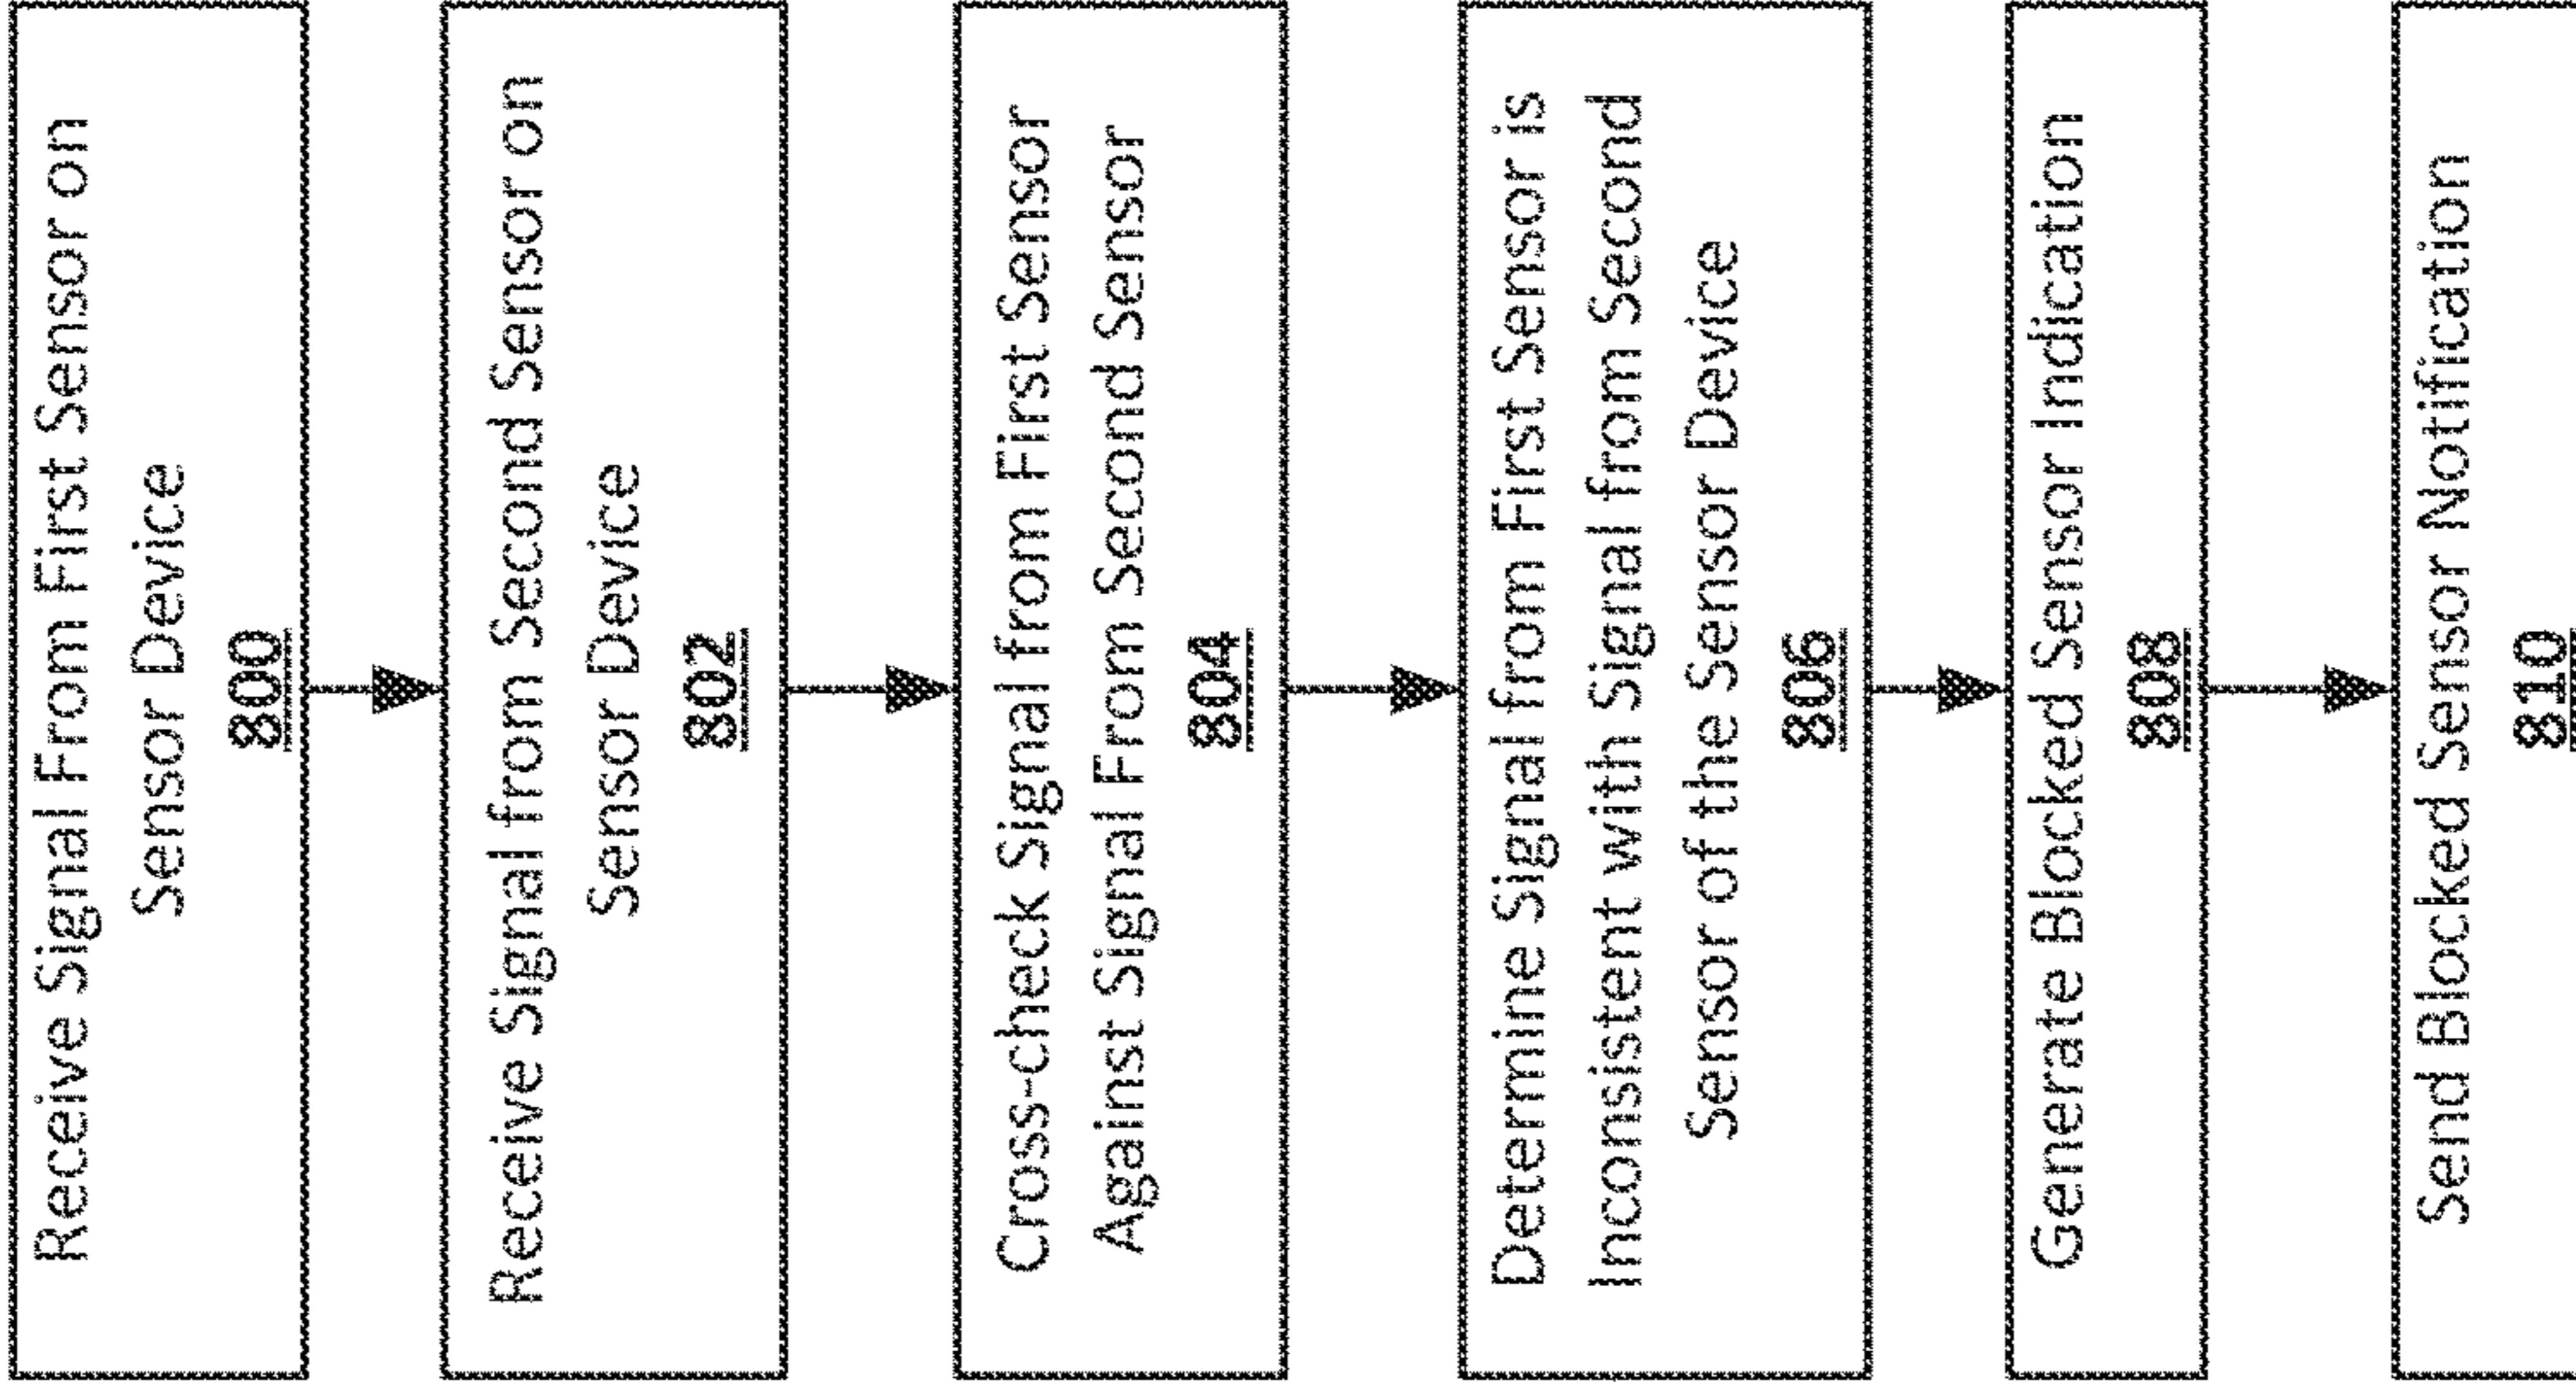 Receive Signal From First Sensor on
Sensor Device
800
Receive Signal from Second Sensor on
Sensor Device
802
Cross-check Signal from First Sensor
Against Signal From Second Sensor
804
Determine Signal from First Sensor is
Inconsistent with Signal from Second
Sensor of the Sensor Device
806
Generate Blocked Sensor Indication
808
Send Blocked Sensor Notification
810